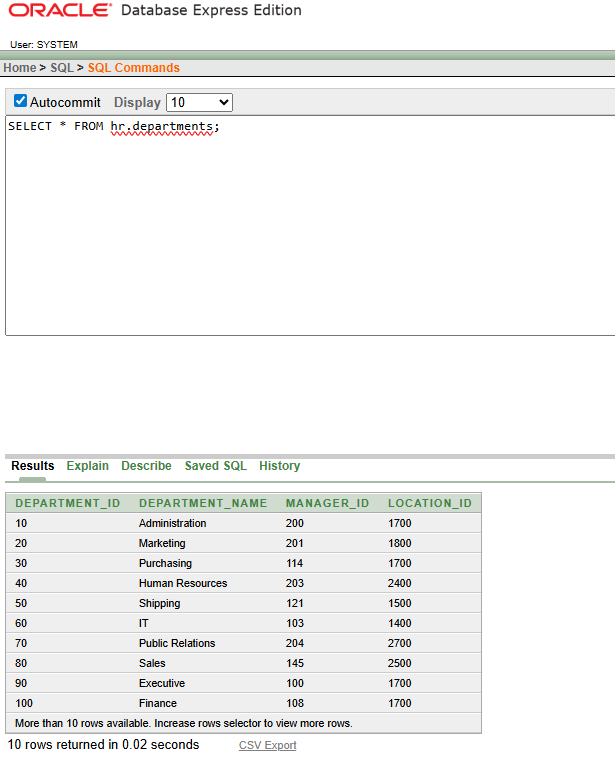 ORACLE Database Express Edition
User: SYSTEM
Home > SQL > SQL Commands
Autocommit Display 10
SELECT * FROM hr.departments;
Results Explain Describe Saved SQL History
DEPARTMENT_ID DEPARTMENT_NAME MANAGER_ID LOCATION_ID
10 Administration 200 1700
20 Marketing 201 1800
30 Purchasing 114 1700
40 Human Resources 203 2400
50 Shipping 121 1500
60 IT 103 1400
70 Public Relations 204 2700
80 Sales 145 2500
90 Executive 100 1700
100 Finance 108 1700
More than 10 rows available. Increase rows selector to view more rows.
10 rows returned in 0.02 seconds CSV Export